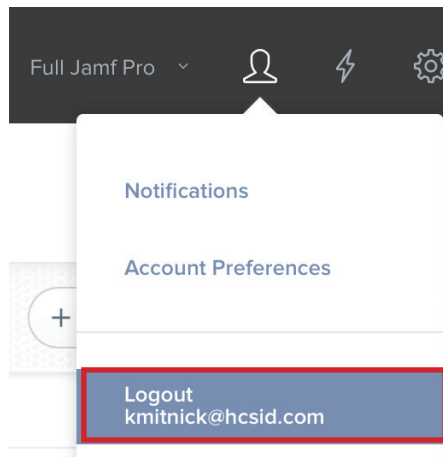 Full Jamf Pro
Notifications
Account Preferences
+
Logout
kmitnick@hcsid.com